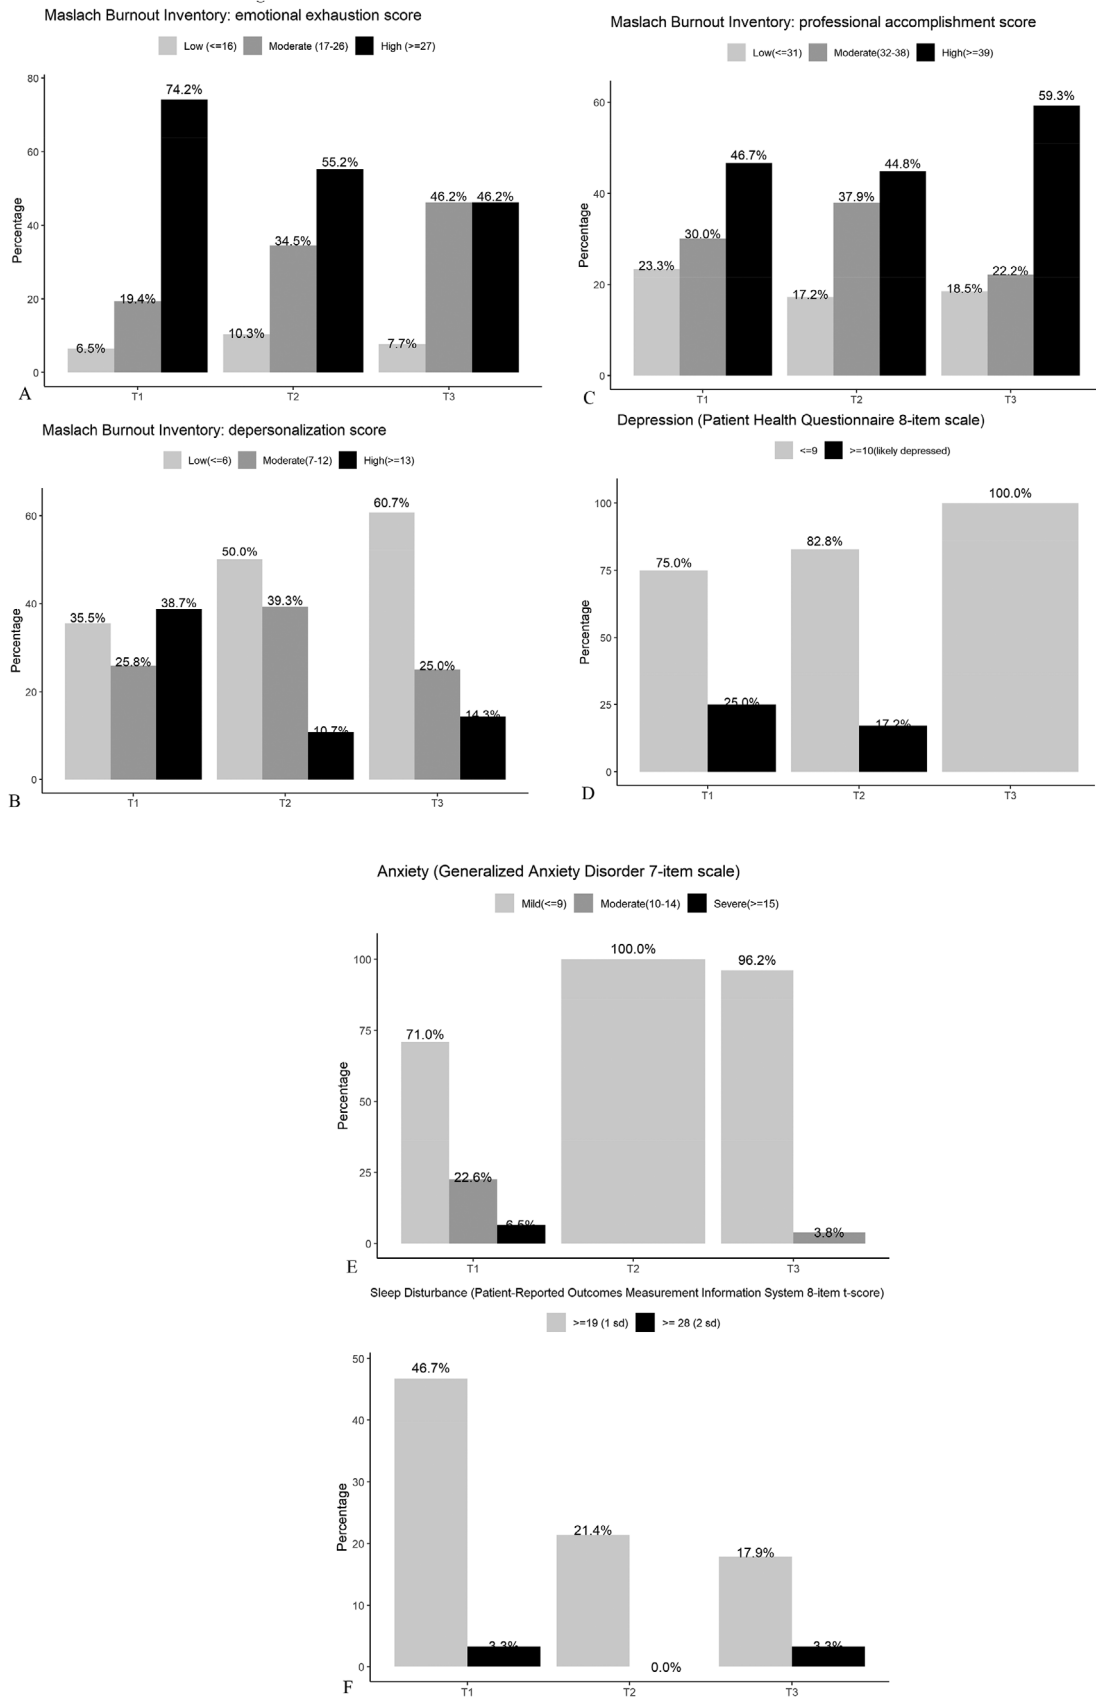 Maslach Burnout Inventory: emotional exhaustion score
Low (<=16) Moderate (17-26) High (>=27)
Percentage
80
60
40
20
0
6.5%
19.4%
74.2%
10.3%
34.5%
55.2%
7.7%
46.2%
46.2%
T1 T2 T3
A
Maslach Burnout Inventory: professional accomplishment score
Low(<=31) Moderate(32-38) High(>=39)
Percentage
60
40
20
0
23.3%
30.0%
46.7%
17.2%
37.9%
44.8%
18.5%
22.2%
59.3%
T1 T2 T3
C
Maslach Burnout Inventory: depersonalization score
Low(<=6) Moderate(7-12) High(>=13)
Percentage
60
40
20
0
35.5%
25.8%
38.7%
50.0%
39.3%
10.7%
60.7%
25.0%
14.3%
T1 T2 T3
B
Depression (Patient Health Questionnaire 8-item scale)
<=9 >=10(likely depressed)
Percentage
100
75
50
25
0
75.0%
25.0%
82.8%
17.2%
100.0%
T1 T2 T3
D
Anxiety (Generalized Anxiety Disorder 7-item scale)
Mild(<=9) Moderate(10-14) Severe(>=15)
Percentage
100
75
50
25
0
71.0%
22.6%
6.5%
100.0%
96.2%
3.8%
T1 T2 T3
E
Sleep Disturbance (Patient-Reported Outcomes Measurement Information System 8-item t-score)
>=19 (1 sd) >= 28 (2 sd)
Percentage
50
40
30
20
10
0
46.7%
3.3%
21.4%
0.0%
17.9%
3.3%
T1 T2 T3
F